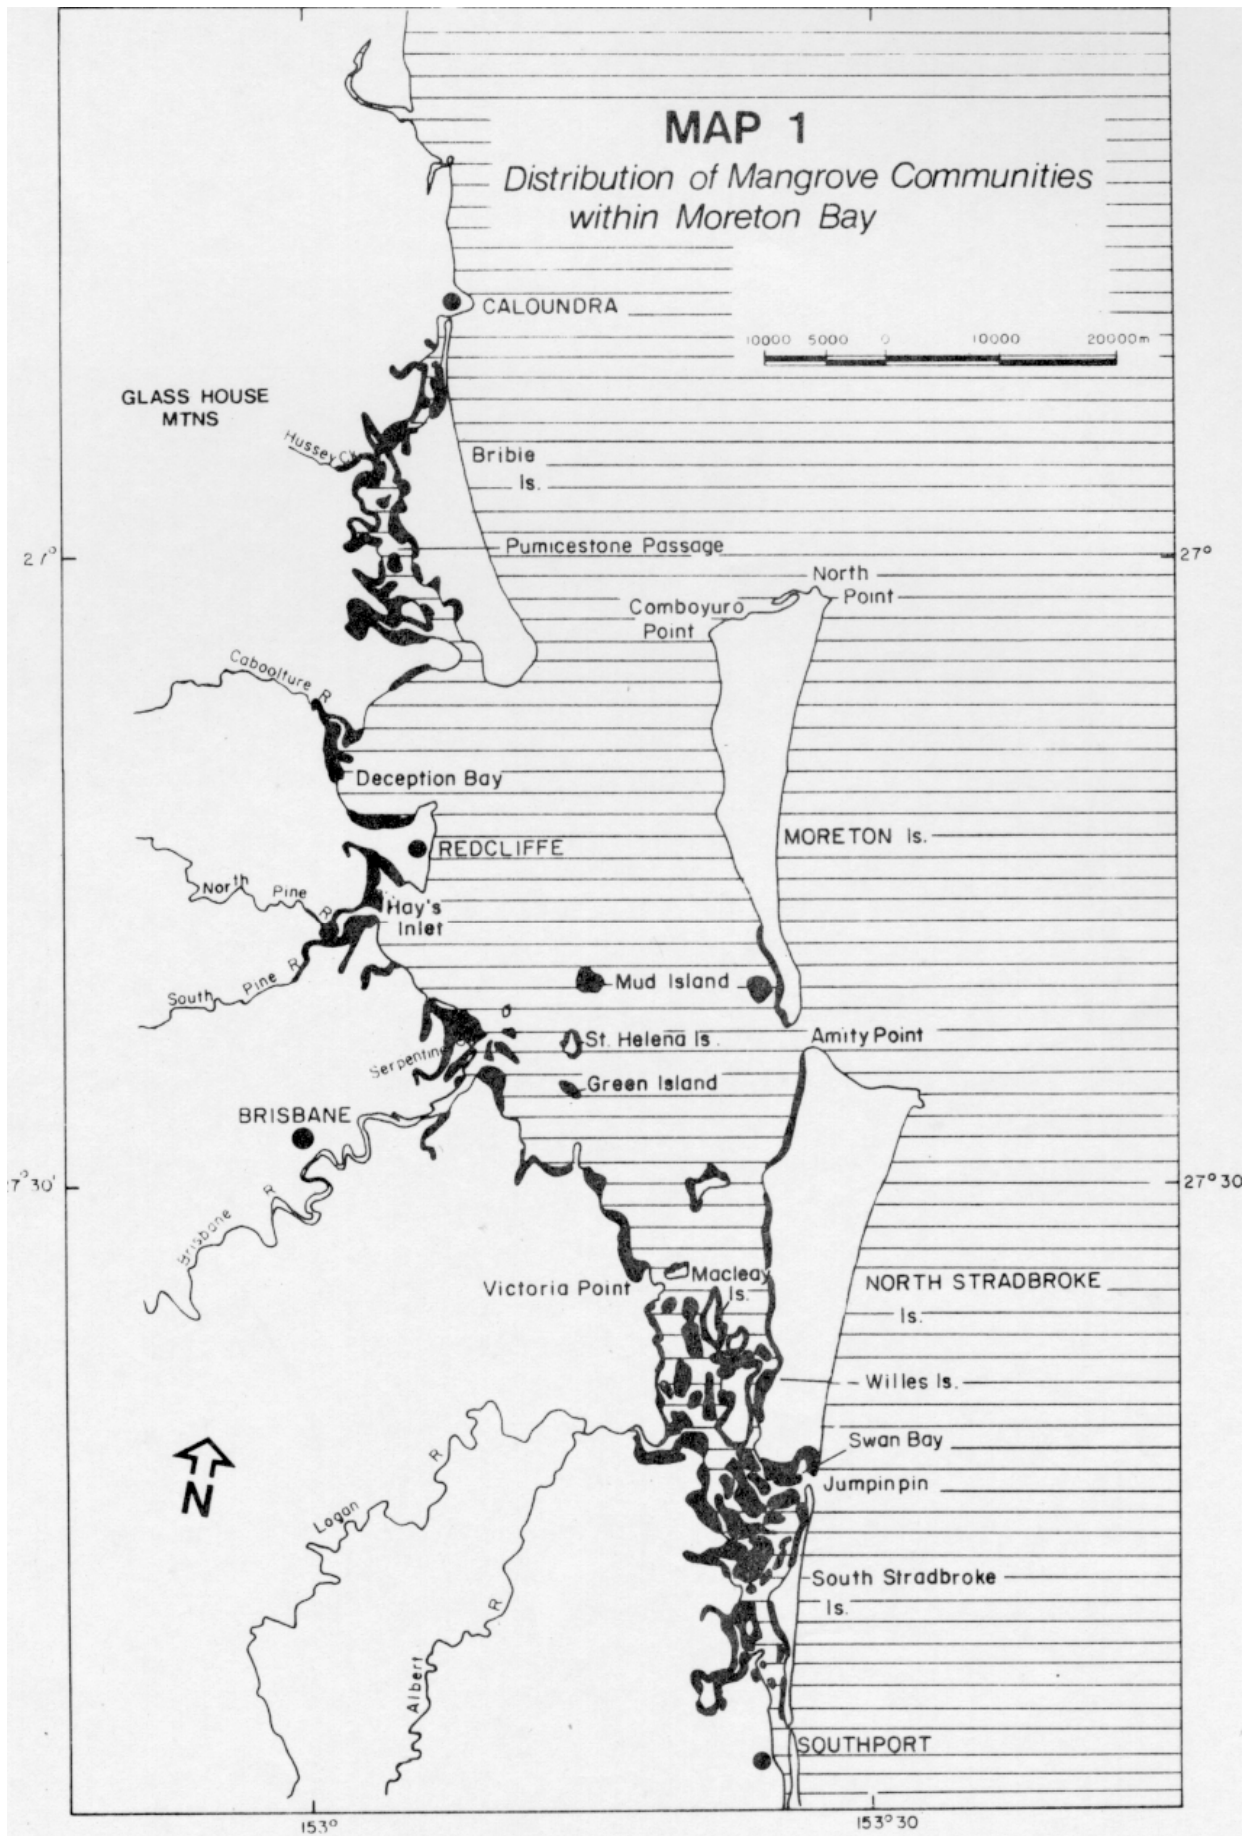 MAP 1
Distribution of Mangrove Communities
within Moreton Bay
CALOUNDRA
10000 5000 0 10000 20000m
GLASS HOUSE
MTNS
Hussey Ck
Bribie
Is.
Pumicestone Passage
27°
27°
North
Point
Comboyuro
Point
Caboolture R
Deception Bay
MORETON Is.
REDCLIFFE
North Pine R
Hay's
Inlet
South Pine R
Mud Island
Amity Point
St. Helena Is.
Serpentine
Green Island
BRISBANE
27°30'
27°30
Brisbane R
Victoria Point
Macleay
Is.
NORTH STRADBROKE
Is.
Willes Is.
Swan Bay
Jumpinpin
N
Logan R
South Stradbroke
Is.
Albert R
SOUTHPORT
153°
153°30